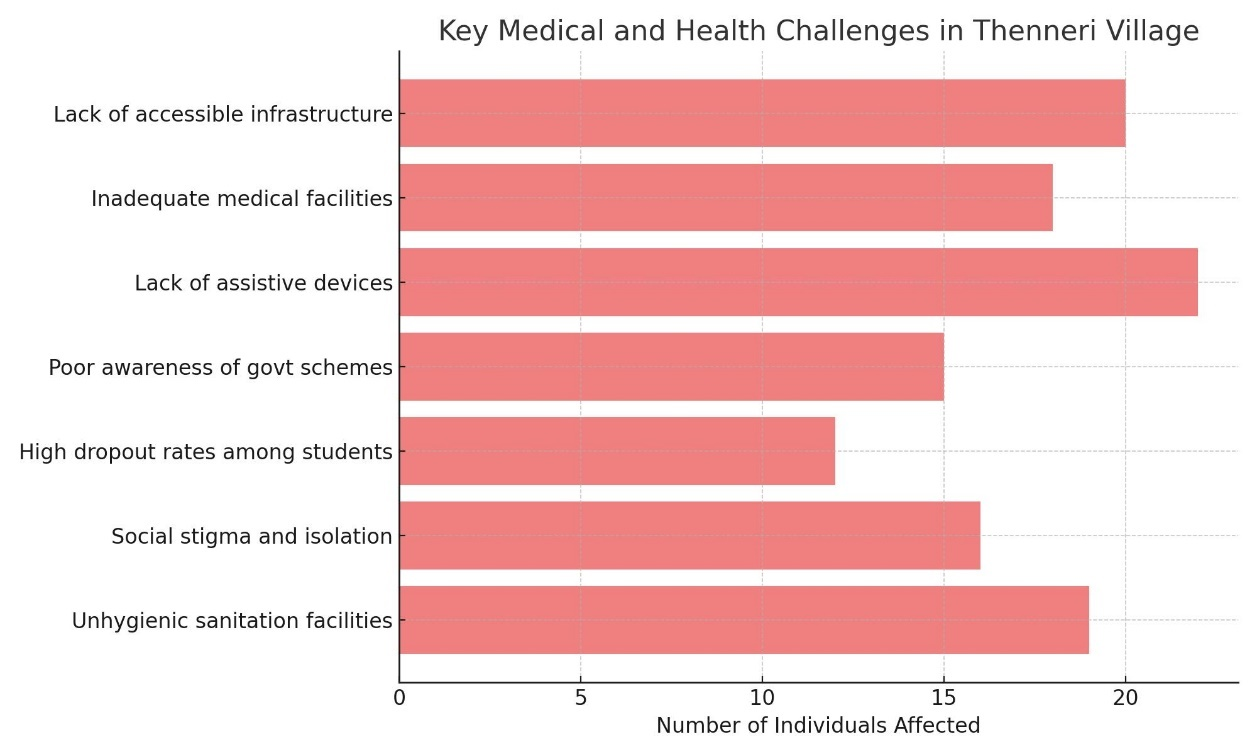 Key Medical and Health Challenges in Thenneri Village
Lack of accessible infrastructure
Inadequate medical facilities
Lack of assistive devices
Poor awareness of govt schemes
High dropout rates among students
Social stigma and isolation
Unhygienic sanitation facilities
0 5 10 15 20
Number of Individuals Affected